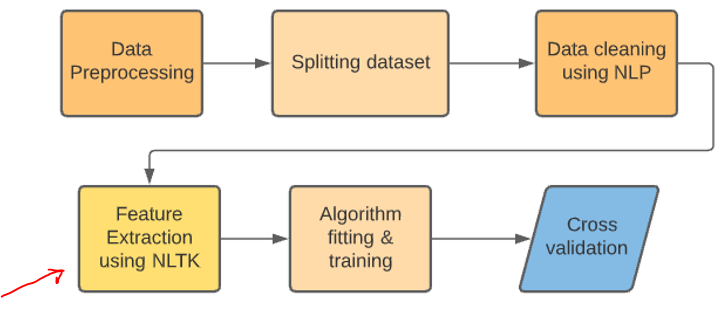 Data
Preprocessing
Splitting dataset
Data cleaning
using NLP
Feature
Extraction
using NLTK
Algorithm
fitting &
training
Cross
validation